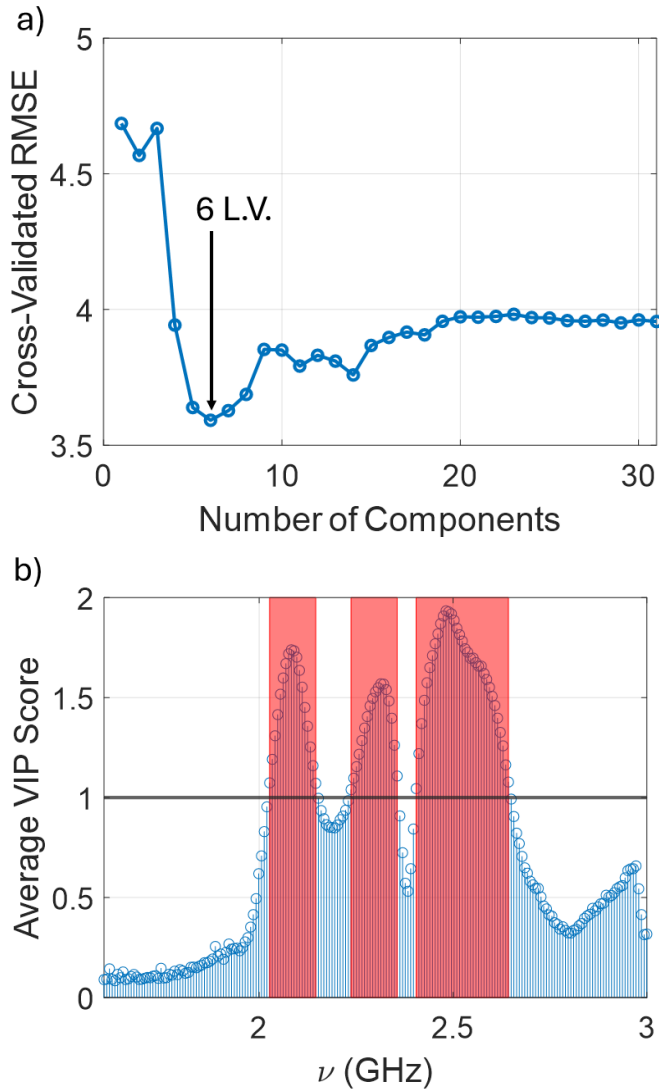 a)
5
4.5
4
3.5
Cross-Validated RMSE
6 L.V.
0 10 20 30
Number of Components
b)
2
1.5
1
0.5
0
Average VIP Score
2 2.5 3
ν (GHz)